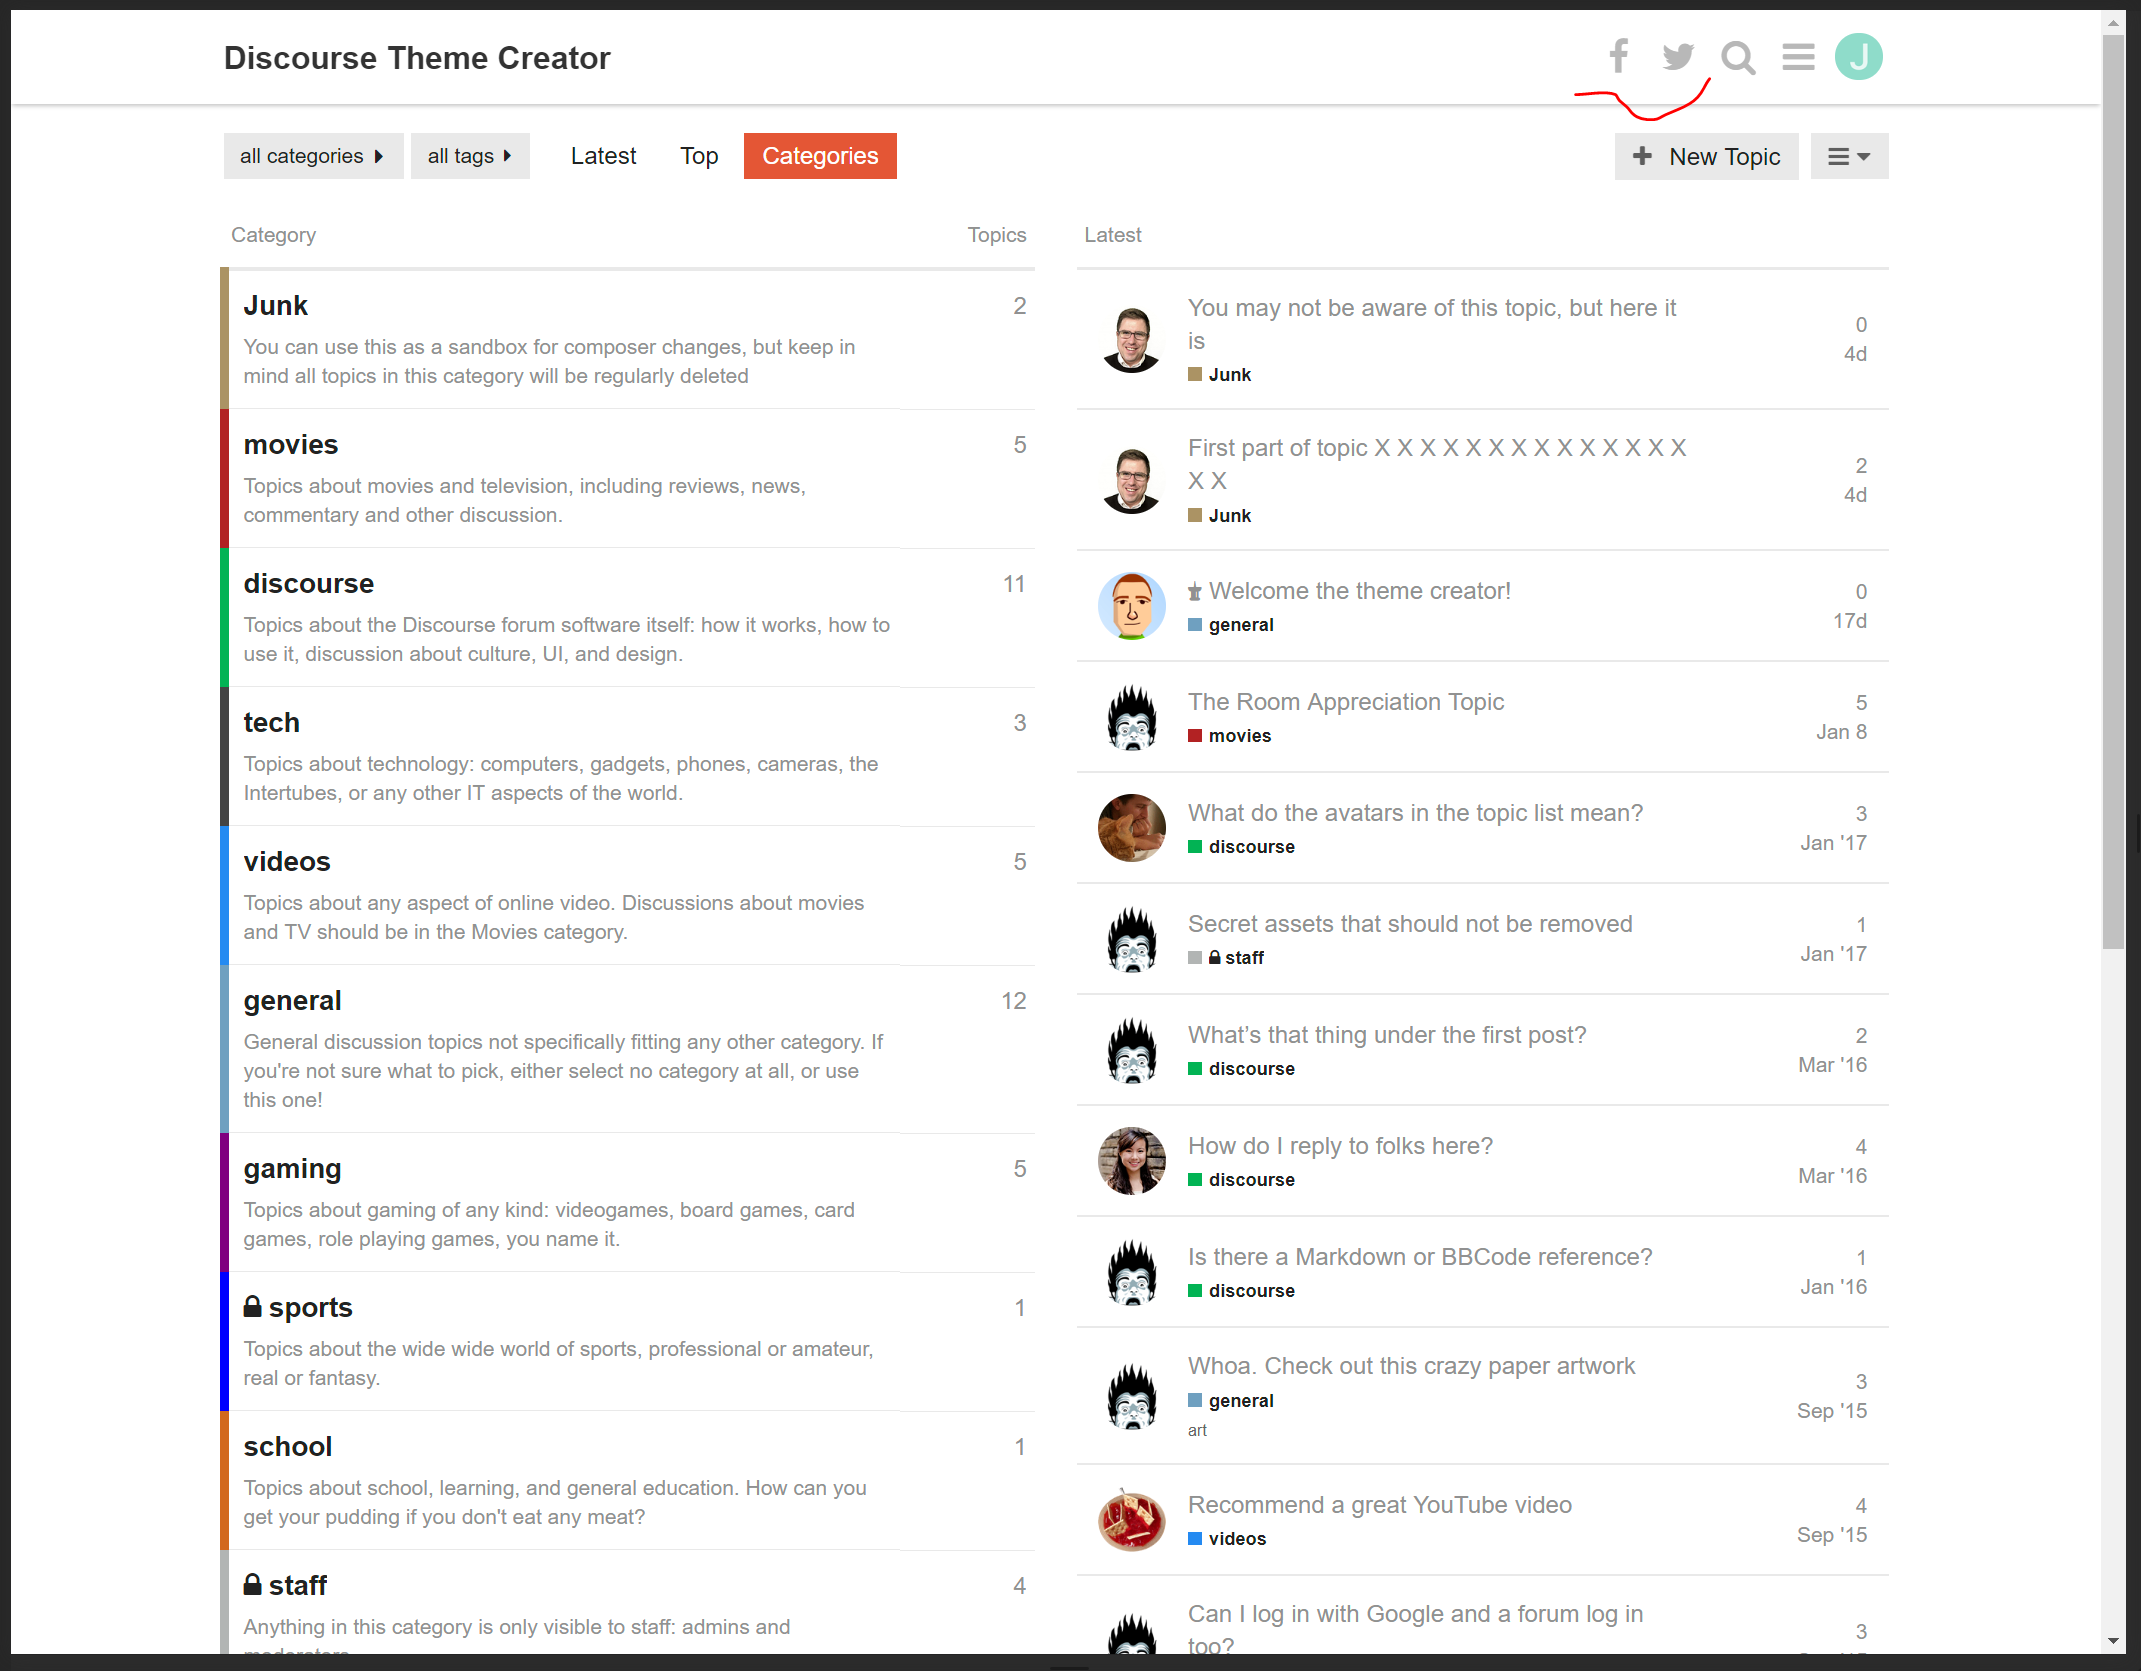 Discourse Theme Creator
J
all categories
all tags
Latest
Top
Categories
New Topic
Category
Topics
Junk
2
You can use this as a sandbox for composer changes, but keep in
mind all topics in this category will be regularly deleted
movies
5
Topics about movies and television, including reviews, news,
commentary and other discussion.
discourse
11
Topics about the Discourse forum software itself: how it works, how to
use it, discussion about culture, UI, and design.
tech
3
Topics about technology: computers, gadgets, phones, cameras, the
Intertubes, or any other IT aspects of the world.
videos
5
Topics about any aspect of online video. Discussions about movies
and TV should be in the Movies category.
general
12
General discussion topics not specifically fitting any other category. If
you're not sure what to pick, either select no category at all, or use
this one!
gaming
5
Topics about gaming of any kind: videogames, board games, card
games, role playing games, you name it.
sports
1
Topics about the wide wide world of sports, professional or amateur,
real or fantasy.
school
1
Topics about school, learning, and general education. How can you
get your pudding if you don't eat any meat?
staff
4
Anything in this category is only visible to staff: admins and
Latest
You may not be aware of this topic, but here it
is
Junk
0
4d
First part of topic X X X X X X X X X X X X X X
X X
Junk
2
4d
Welcome the theme creator!
general
0
17d
The Room Appreciation Topic
movies
5
Jan 8
What do the avatars in the topic list mean?
discourse
3
Jan '17
Secret assets that should not be removed
staff
1
Jan '17
What’s that thing under the first post?
discourse
2
Mar '16
How do I reply to folks here?
discourse
4
Mar '16
Is there a Markdown or BBCode reference?
discourse
1
Jan '16
Whoa. Check out this crazy paper artwork
general
art
3
Sep '15
Recommend a great YouTube video
videos
4
Sep '15
Can I log in with Google and a forum log in
too?
3